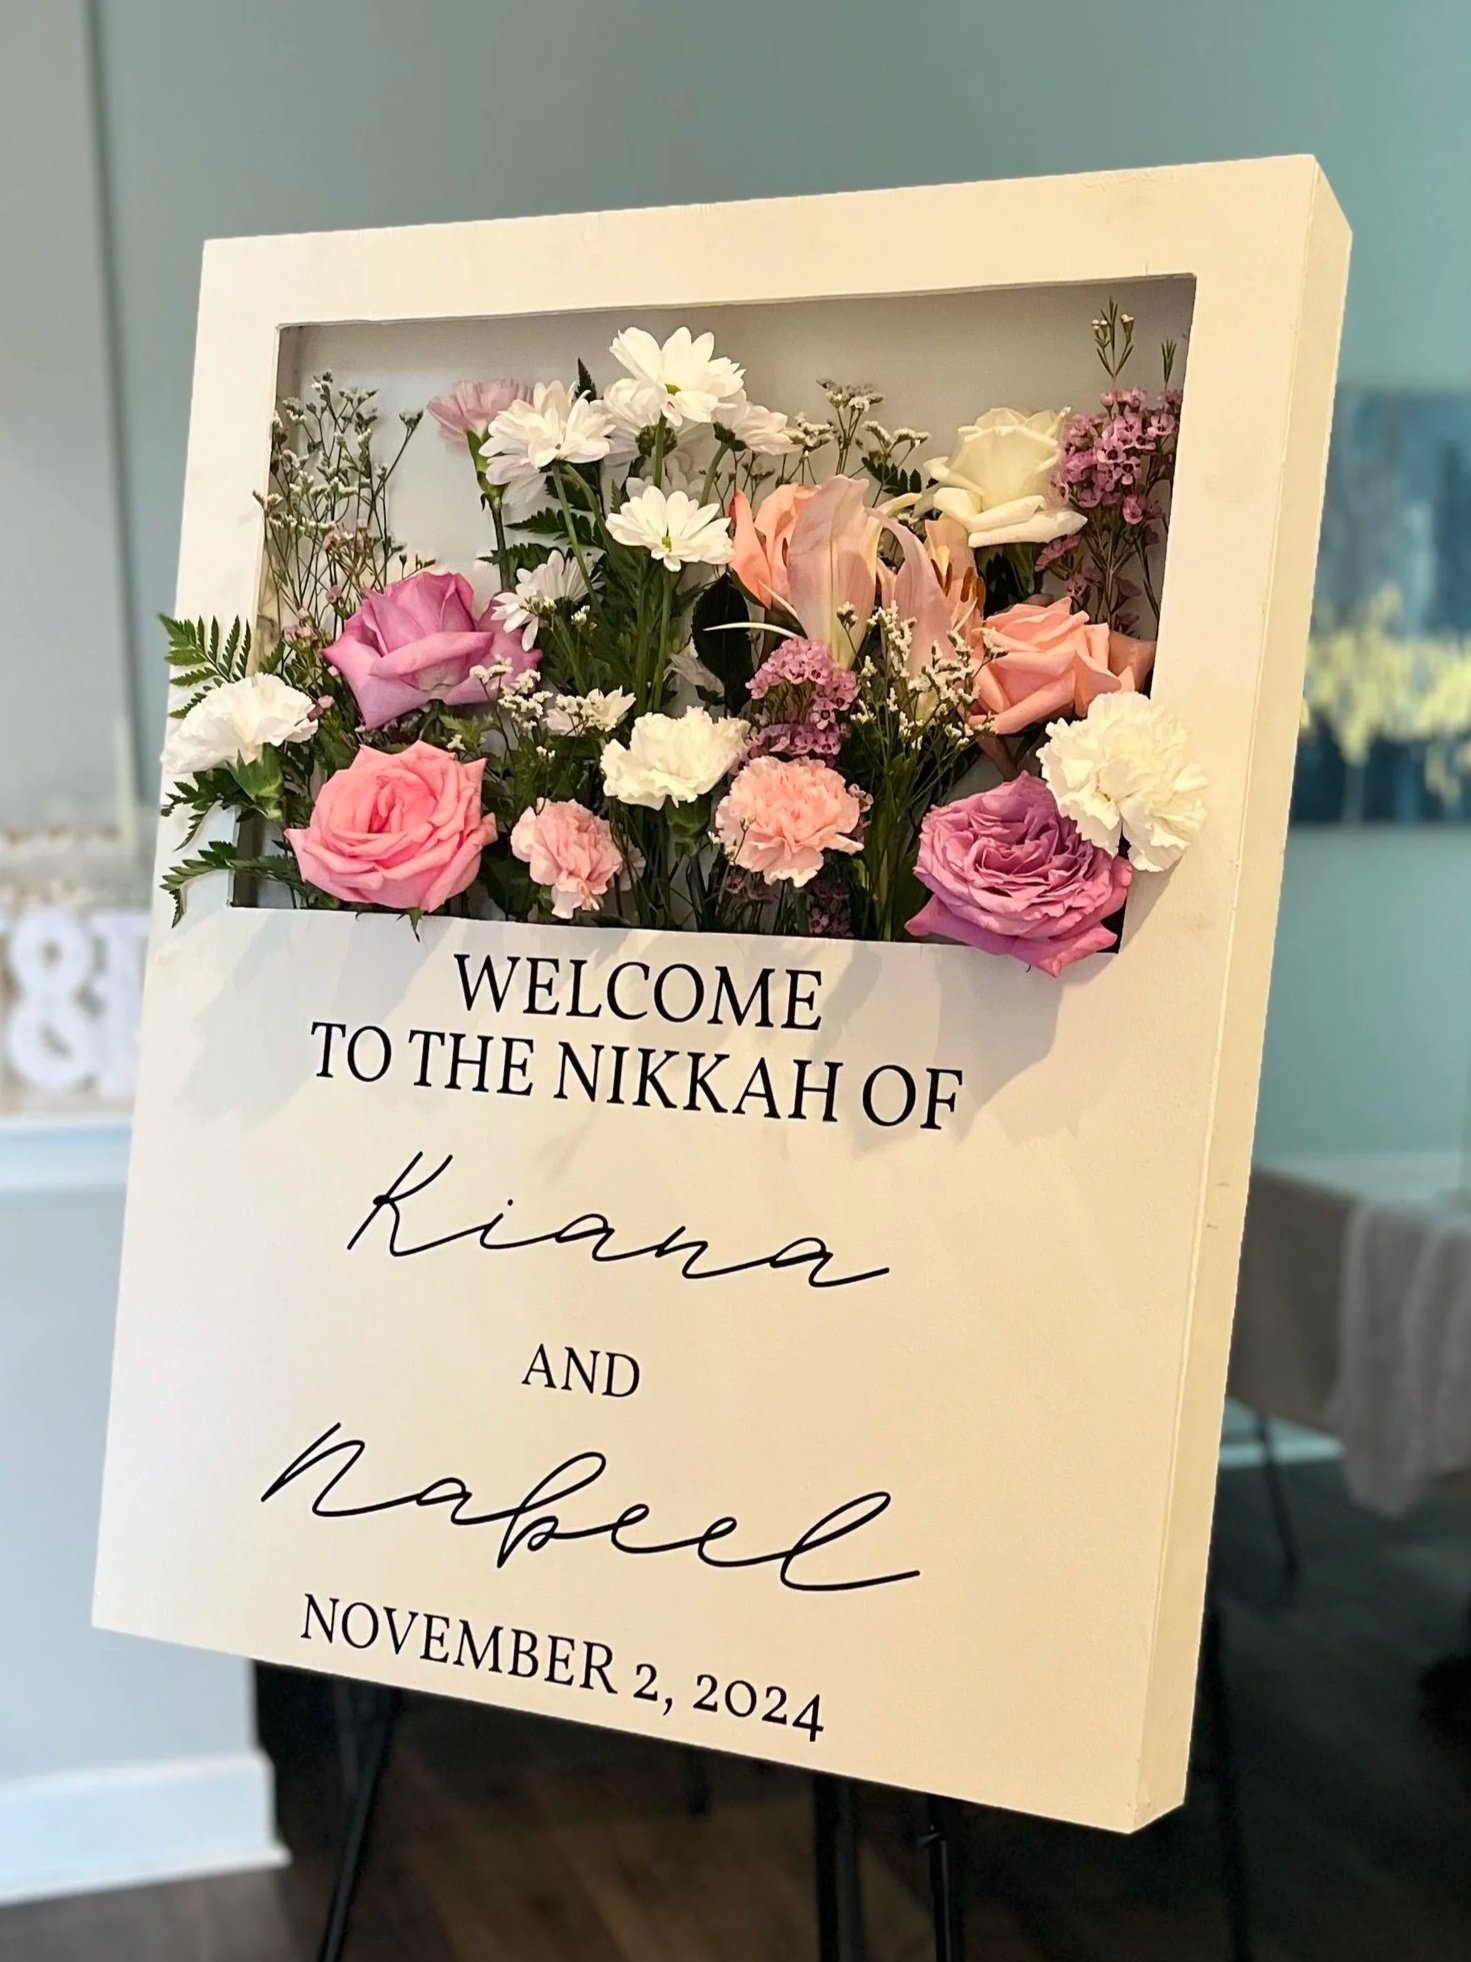 WELCOME
TO THE NIKKAH OF
Kiana
AND
Nabeel
NOVEMBER 2, 2024
&